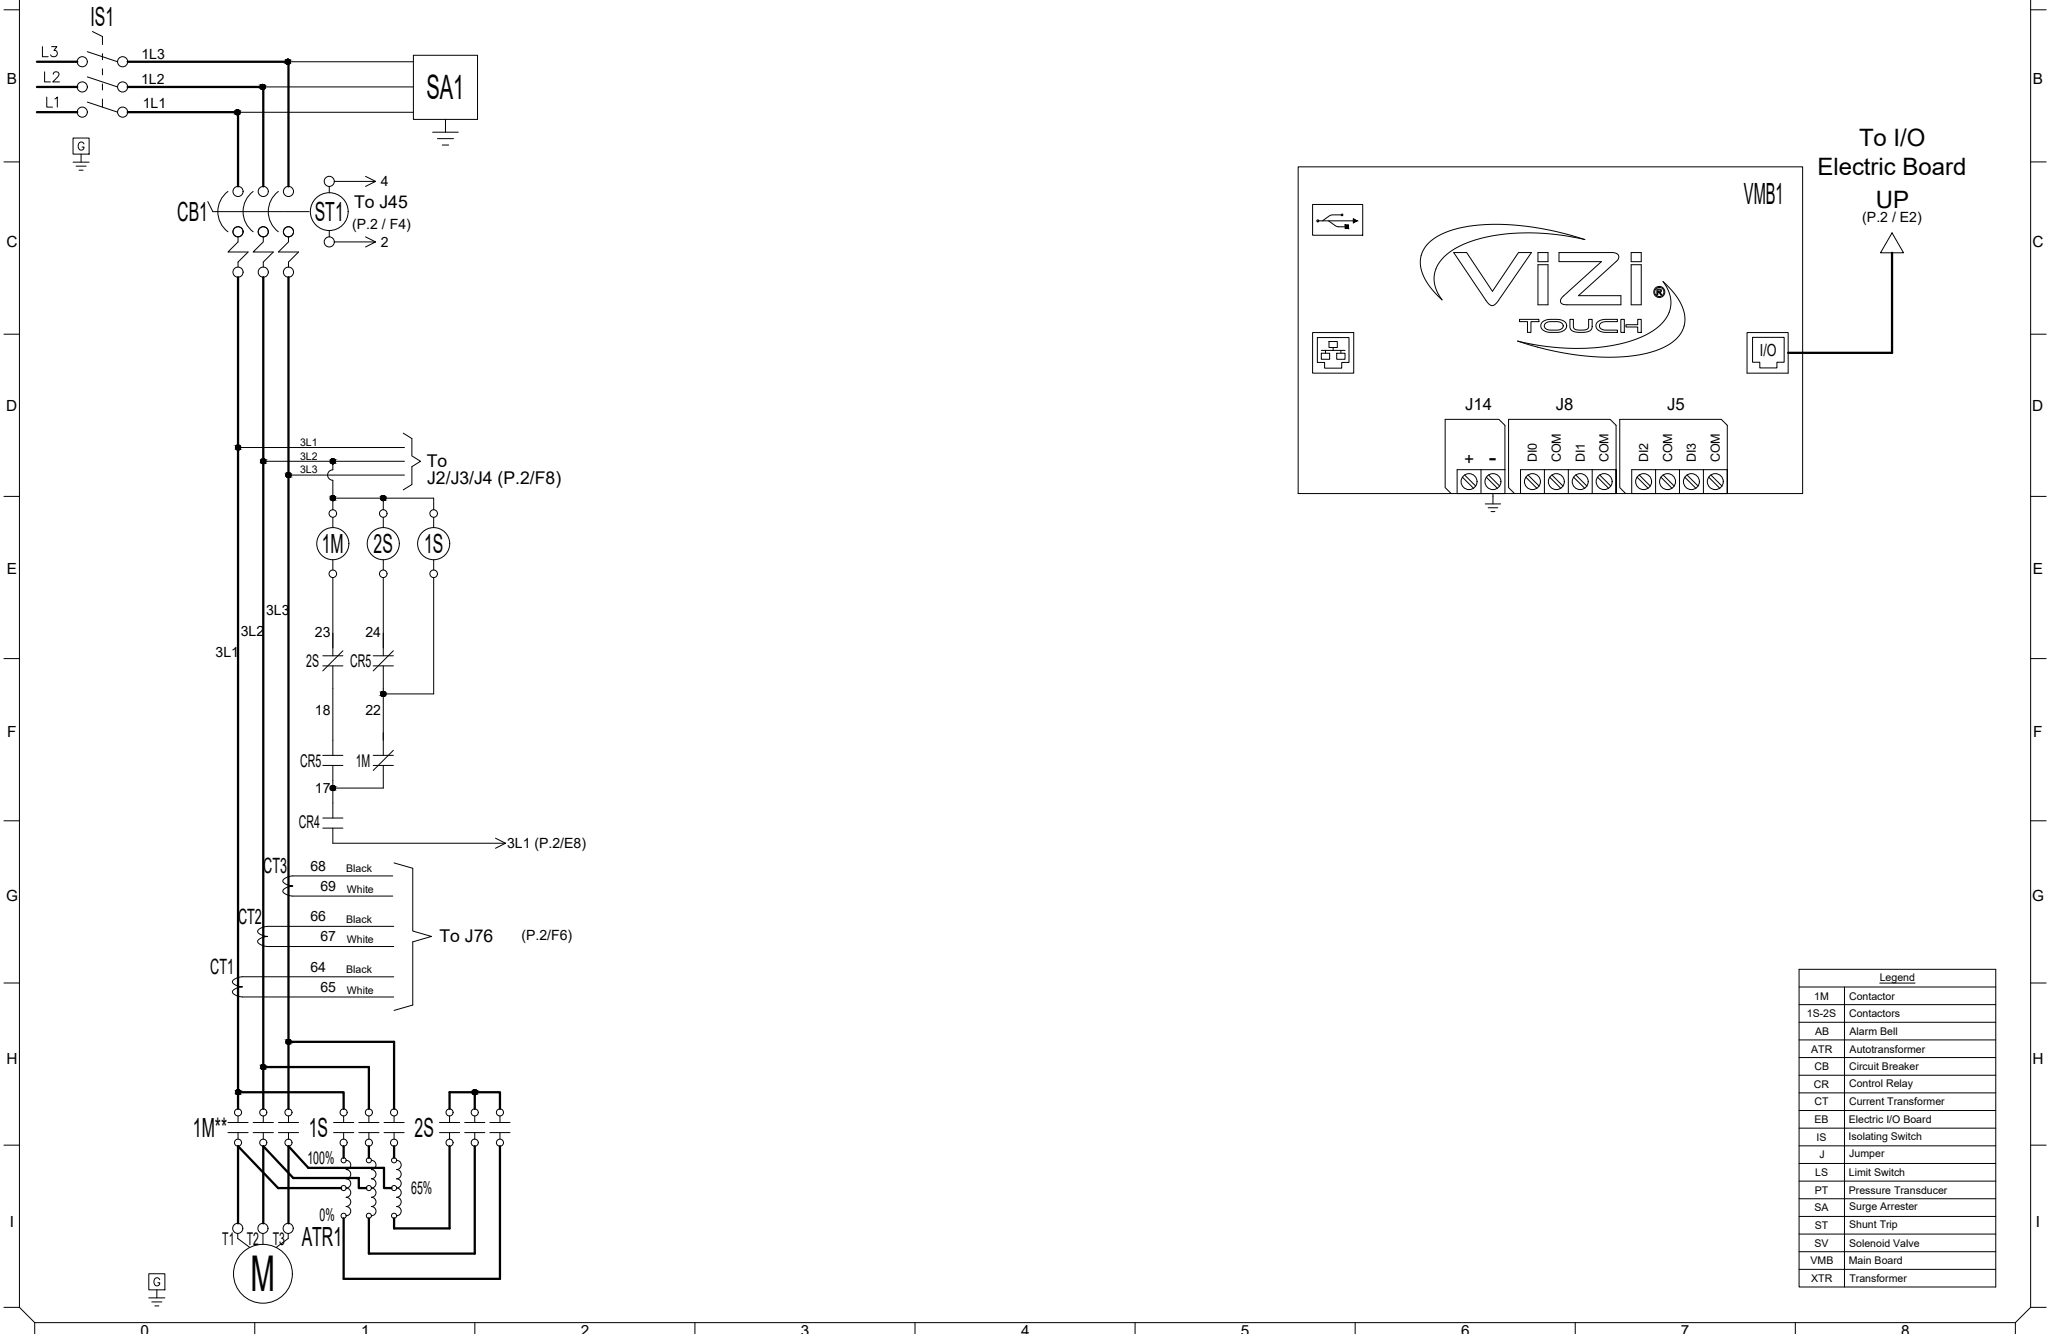 IS1
L3
1L3
L2
1L2
L1
1L1
SA1
B
B
G
To I/O
Electric Board
UP
(P.2 / E2)
CB1
ST1
4
To J45
(P.2 / F4)
2
VMB1
C
C
ViZi®
TOUCH
I/O
D
D
J14
J8
J5
+
-
DI0
COM
DI1
COM
DI2
COM
DI3
COM
3L1
3L2
3L3
To
J2/J3/J4 (P.2/F8)
1M
2S
1S
E
E
3L3
3L2
3L1
23
24
2S
CR5
18
22
F
F
CR5
1M
17
CR4
3L1 (P.2/E8)
CT3
68
Black
69
White
G
G
CT2
66
Black
67
White
To J76
(P.2/F6)
CT1
64
Black
65
White
H
H
1M**
1S
2S
100%
65%
0%
ATR1
I
I
T1
T2
T3
M
G
Legend
1M Contactor
1S-2S Contactors
AB Alarm Bell
ATR Autotransformer
CB Circuit Breaker
CR Control Relay
CT Current Transformer
EB Electric I/O Board
IS Isolating Switch
J Jumper
LS Limit Switch
PT Pressure Transducer
SA Surge Arrester
ST Shunt Trip
SV Solenoid Valve
VMB Main Board
XTR Transformer
0
1
2
3
4
5
6
7
8